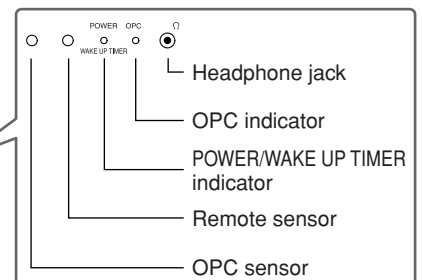 POWER OPC
WAKE UP TIMER
Headphone jack
OPC indicator
POWER/WAKE UP TIMER
indicator
Remote sensor
OPC sensor